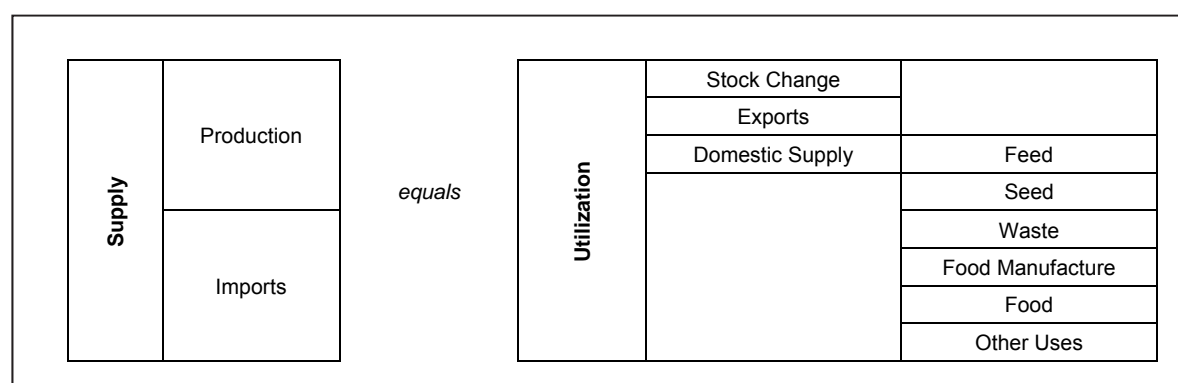 Supply
Production
Imports
equals
Utilization
Stock Change
Exports
Domestic Supply
Feed
Seed
Waste
Food Manufacture
Food
Other Uses